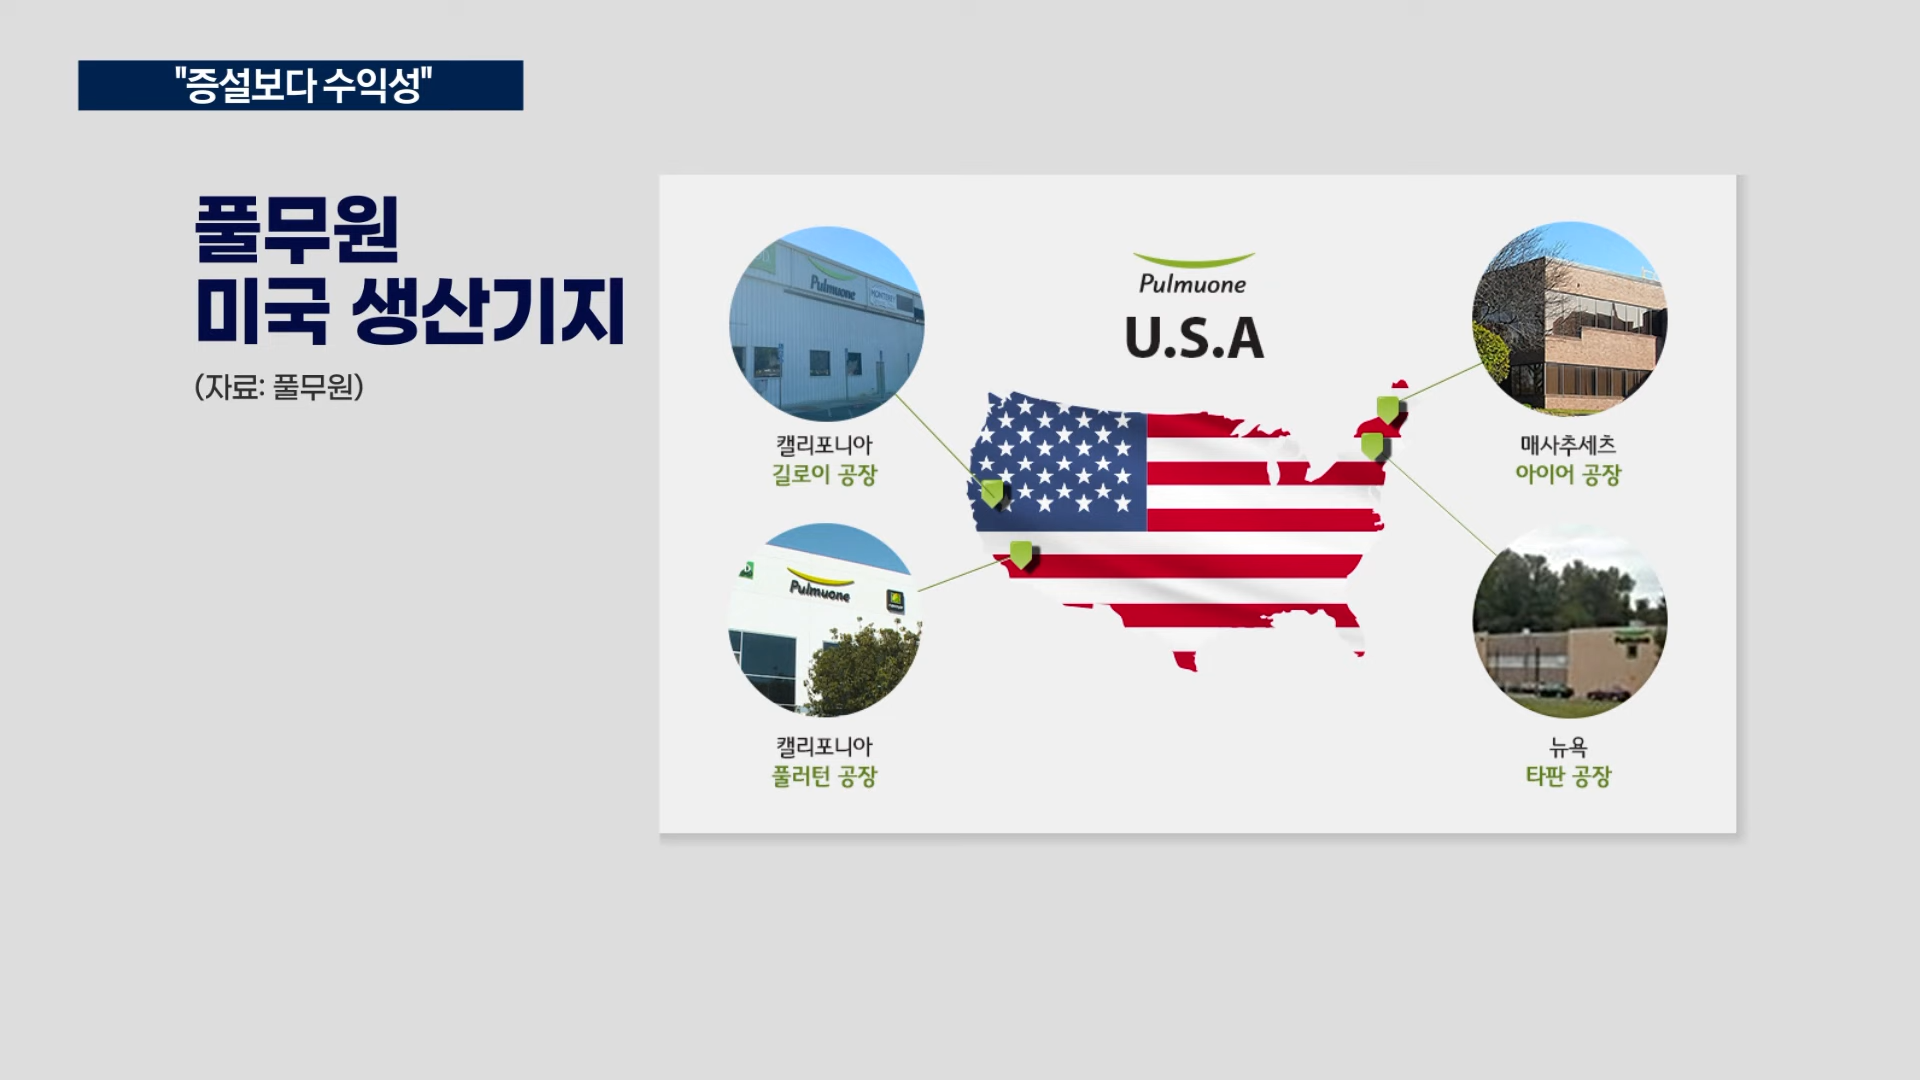 "증설보다 수익성"
풀무원
미국 생산기지
(자료: 풀무원)
Pulmuone
U.S.A
Pulmuone
캘리포니아
길로이 공장
매사추세츠
아이어 공장
Pulmuone
캘리포니아
풀러턴 공장
뉴욕
타판 공장